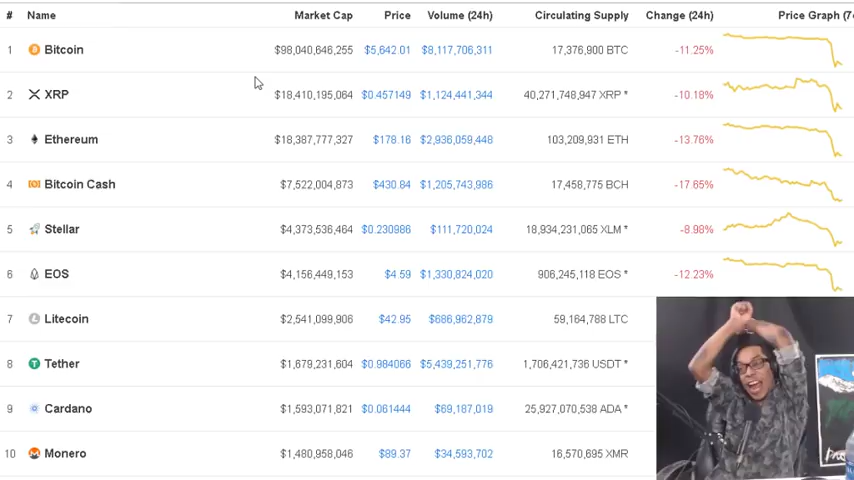 # Name Market Cap Price Volume (24h) Circulating Supply Change (24h) Price Graph (7
1 Bitcoin $98,040,646,255 $5,642.01 $8,117,706,311 17,376,900 BTC -11.25%
2 XRP $18,410,195,064 $0.457149 $1,124,441,344 40,271,748,947 XRP * -10.18%
3 Ethereum $18,387,777,327 $178.16 $2,936,059,448 103,209,931 ETH -13.76%
4 Bitcoin Cash $7,522,004,873 $430.84 $1,205,743,986 17,458,775 BCH -17.65%
5 Stellar $4,373,536,464 $0.230986 $111,720,024 18,934,231,065 XLM * -8.98%
6 EOS $4,156,449,153 $4.59 $1,330,824,020 906,245,118 EOS * -12.23%
7 Litecoin $2,541,099,906 $42.95 $686,962,879 59,164,788 LTC
8 Tether $1,679,231,604 $0.984066 $5,439,251,776 1,706,421,736 USDT *
9 Cardano $1,593,071,821 $0.061444 $69,187,019 25,927,070,538 ADA *
10 Monero $1,480,958,046 $89.37 $34,593,702 16,570,695 XMR